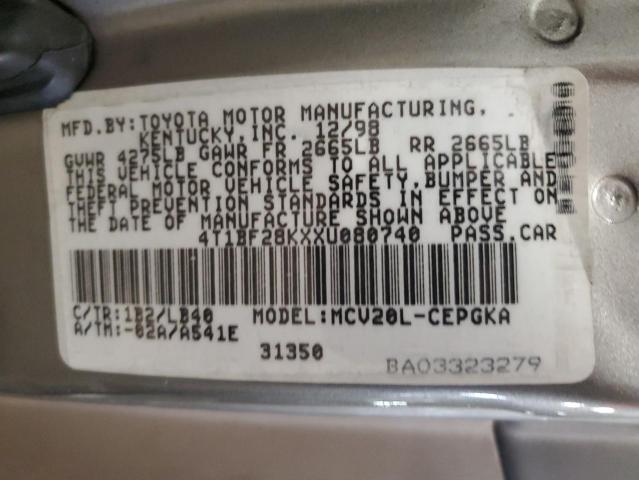 MFD.BY:TOYOTA MOTOR MANUFACTURING,
KENTUCKY,INC. 12/98
GVWR 4275LB GAWR FR 2665LB RR 2665LB
THIS VEHICLE CONFORMS TO ALL APPLICABLE
FEDERAL MOTOR VEHICLE SAFETY,BUMPER AND
THEFT PREVENTION STANDARDS IN EFFECT ON
THE DATE OF MANUFACTURE SHOWN ABOVE
4T1BF28KXXU080740 PASS.CAR
C/TR:1B2/LB40 MODEL:MCV20L-CEPGKA
A/TM:-02A/A541E
31350
BA03323279